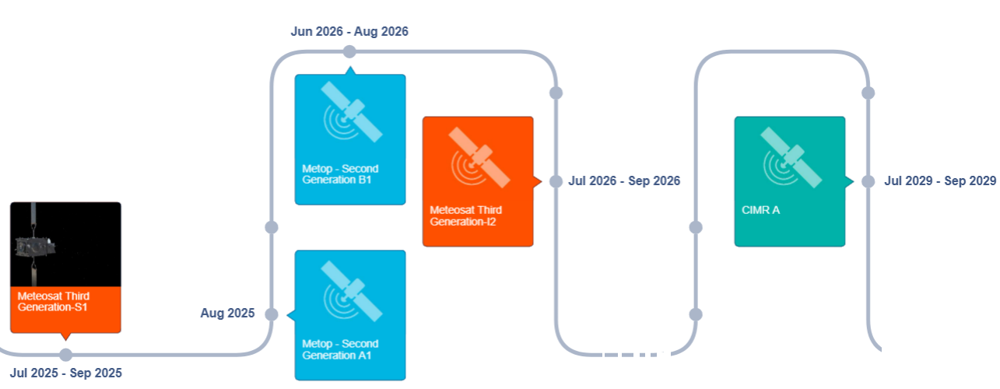 Jun 2026 - Aug 2026
Metop - Second
Generation B1
Meteosat Third
Generation-I2
Jul 2026 - Sep 2026
CIMR A
Jul 2029 - Sep 2029
Meteosat Third
Generation-S1
Jul 2025 - Sep 2025
Aug 2025
Metop - Second
Generation A1